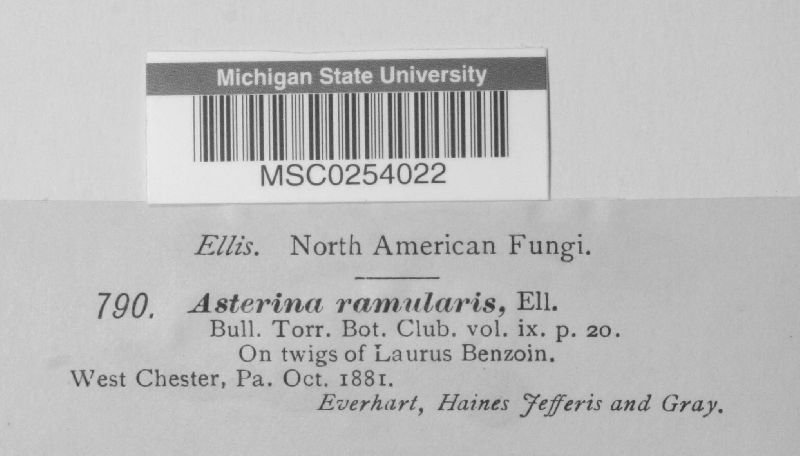 Michigan State University
MSC0254022
Ellis. North American Fungi.
790. Asterina ramularis, Ell.
Bull. Torr. Bot. Club. vol. ix. p. 20.
On twigs of Laurus Benzoin.
West Chester, Pa. Oct. 1881.
Everhart, Haines Jefferis and Gray.